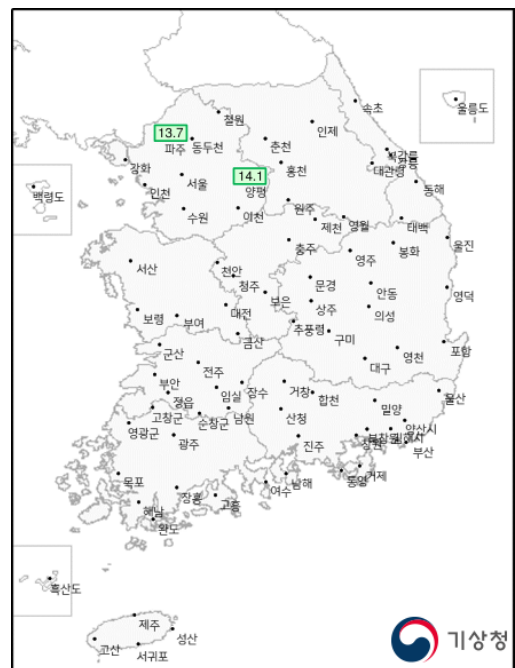 철원
속초
울릉도
13.7
파주
동두천
춘천
인제
강화
서울
14.1
양평
홍천
북강릉
강릉
대관령
동해
백령도
인천
수원
이천
원주
제천
영월
태백
울진
충주
영주
봉화
서산
천안
청주
보은
문경
안동
영덕
상주
의성
보령
부여
대전
추풍령
구미
금산
군산
영천
포항
대구
전주
부안
임실
장수
거창
합천
정읍
밀양
울산
고창군
순창군
남원
산청
양산시
영광군
광주
진주
창원
북창원
김해시
부산
목포
장흥
여수
남해
통영
거제
해남
고흥
완도
흑산도
제주
성산
고산
서귀포
기상청